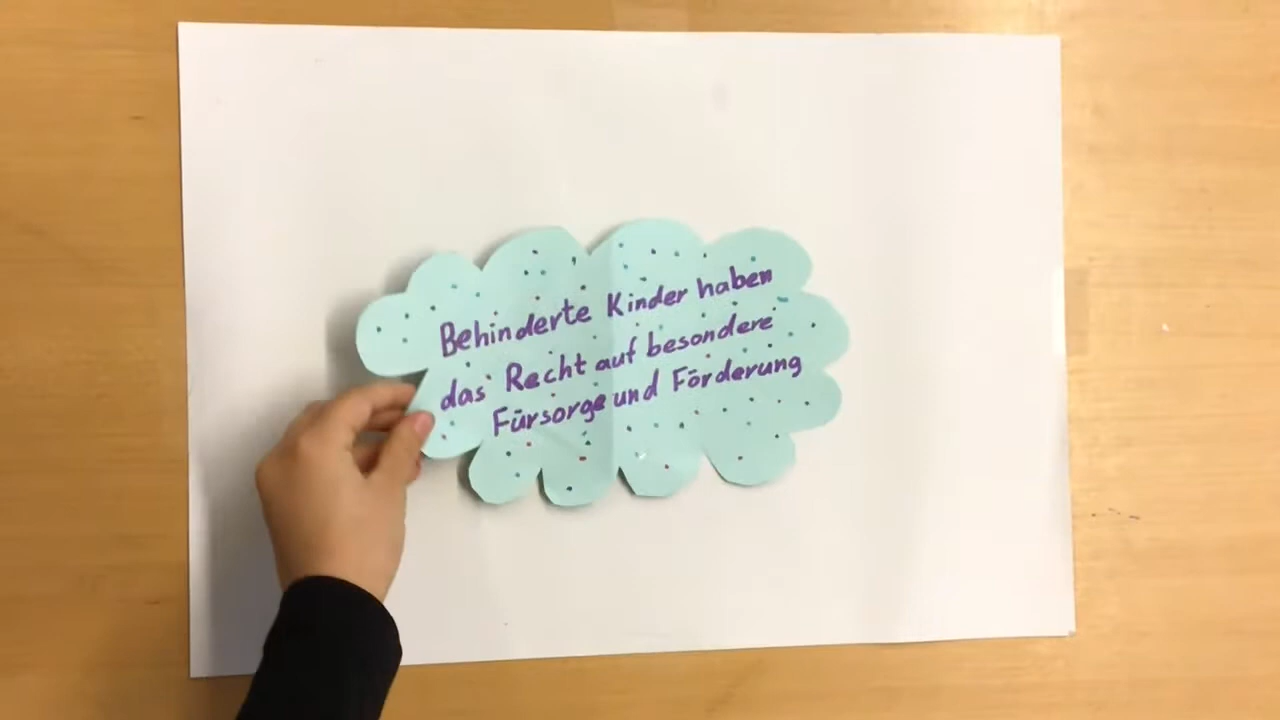 Behinderte Kinder haben
das Recht auf besondere
Fürsorge und Förderung